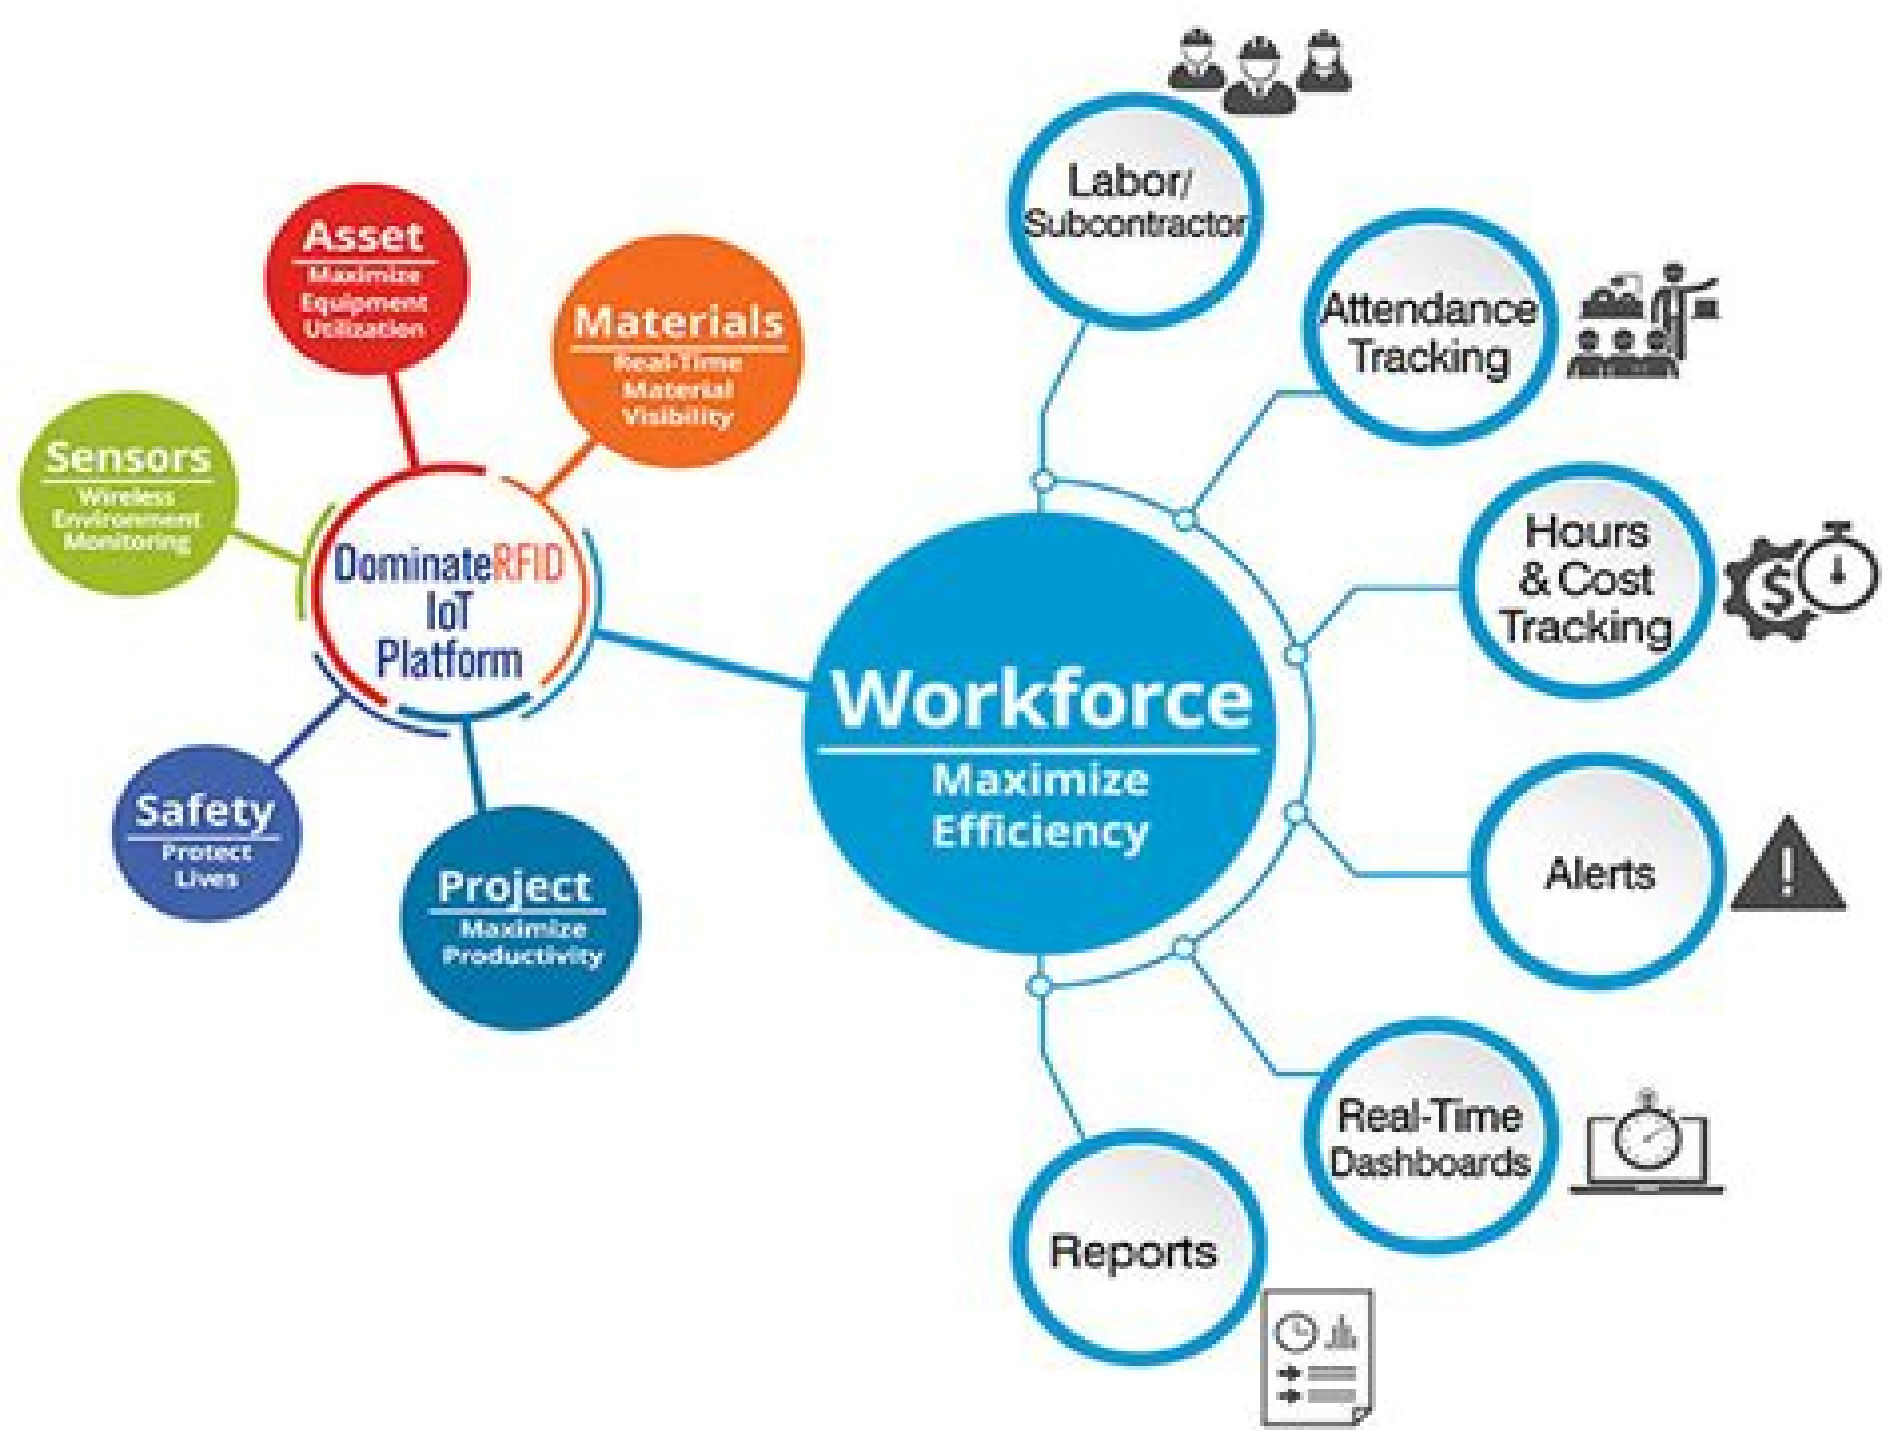 Asset
Maximize
Equipment
Utilization
Materials
Real-Time
Material
Visibility
Sensors
Wireless
Environment
Monitoring
DominateRFID
IoT
Platform
Safety
Protect
Lives
Project
Maximize
Productivity
Workforce
Maximize
Efficiency
Labor/
Subcontractor
Attendance
Tracking
Hours
& Cost
Tracking
$
Alerts
!
Real-Time
Dashboards
Reports